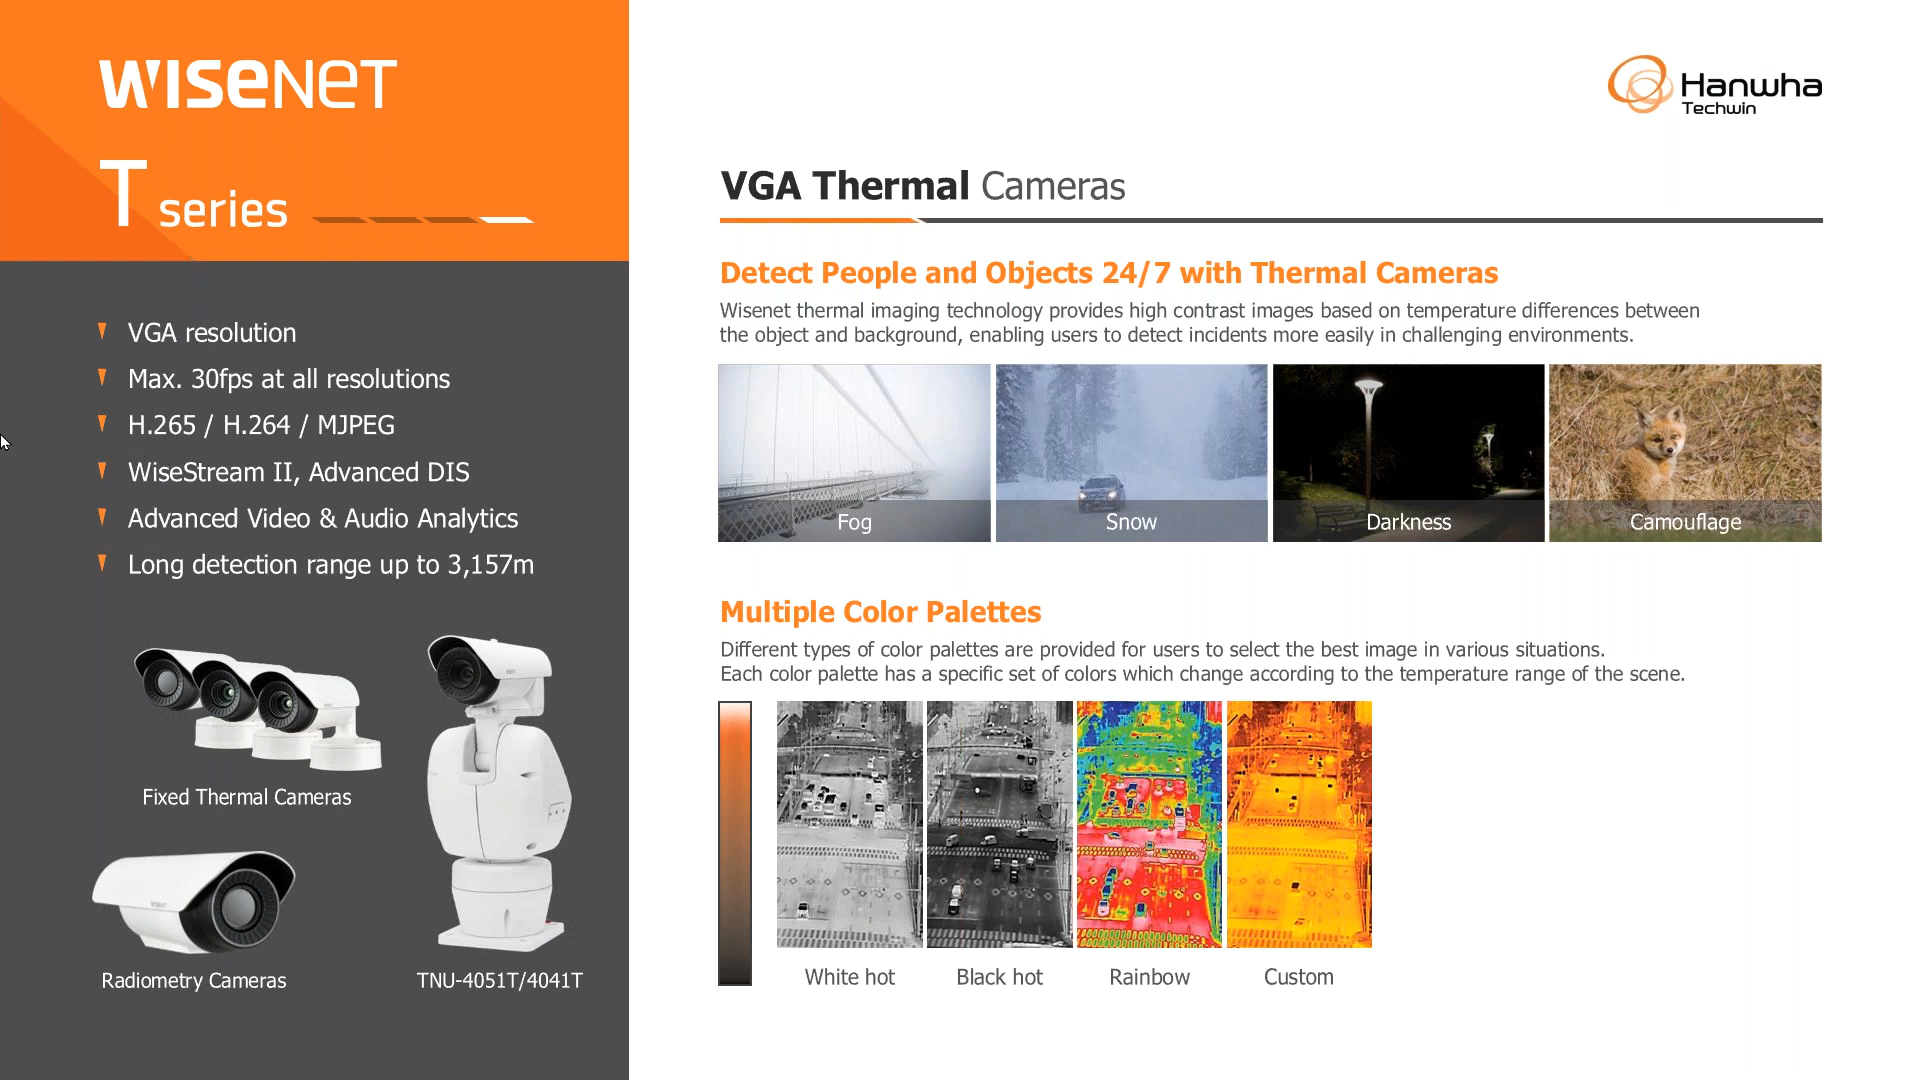 WISENET
T series
VGA resolution
Max. 30fps at all resolutions
H.265 / H.264 / MJPEG
WiseStream II, Advanced DIS
Advanced Video & Audio Analytics
Long detection range up to 3,157m
Fixed Thermal Cameras
WISENET
Radiometry Cameras
TNU-4051T/4041T
Hanwha
Techwin
VGA Thermal Cameras
Detect People and Objects 24/7 with Thermal Cameras
Wisenet thermal imaging technology provides high contrast images based on temperature differences between
the object and background, enabling users to detect incidents more easily in challenging environments.
Fog
Snow
Darkness
Camouflage
Multiple Color Palettes
Different types of color palettes are provided for users to select the best image in various situations.
Each color palette has a specific set of colors which change according to the temperature range of the scene.
White hot
Black hot
Rainbow
Custom